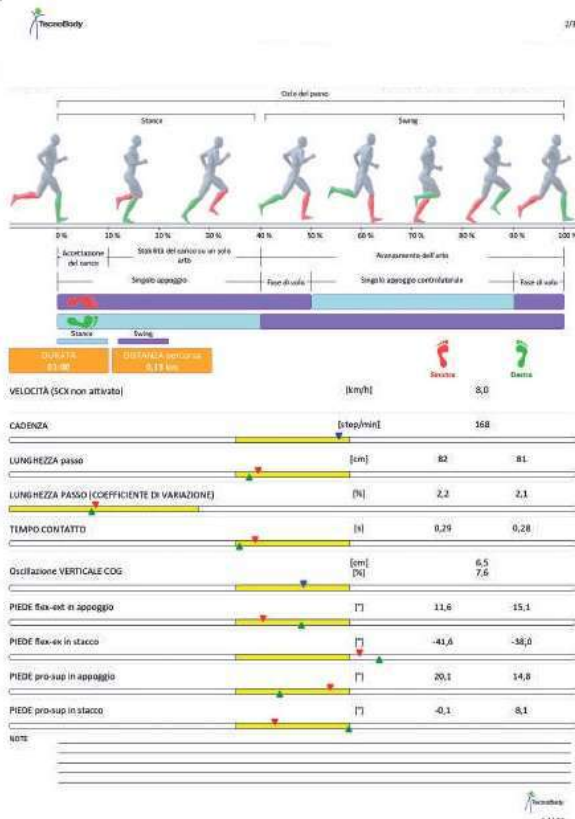 TecnoBody
2/3
Ciclo del passo
Stance Swing
0 % 10 % 20 % 30 % 40 % 50 % 60 % 70 % 80 % 90 % 100 %
Accettazione del carico
Stabilità del carico su un solo arto
Avanzamento dell'arto
Singolo appoggio Fase di volo Singolo appoggio controlaterale Fase di volo
Stance Swing
DURATA
DISTANZA percorsa
0,13 km
Sinistro Destro
VELOCITÀ (SCX non attivato) [km/h] 8,0
CADENZA [step/min] 168
LUNGHEZZA passo [cm] 82 81
LUNGHEZZA PASSO (COEFFICIENTE DI VARIAZIONE) [%] 2,2 2,1
TEMPO CONTATTO [s] 0,29 0,28
Oscillazione VERTICALE COG [cm] 6,5
[%] 7,6
PIEDE flex-ext in appoggio [°] 11,6 -15,1
PIEDE flex-ex in stacco [°] -41,6 -38,0
PIEDE pro-sup in appoggio [°] 20,1 14,8
PIEDE pro-sup in stacco [°] -0,1 8,1
NOTE
TecnoBody